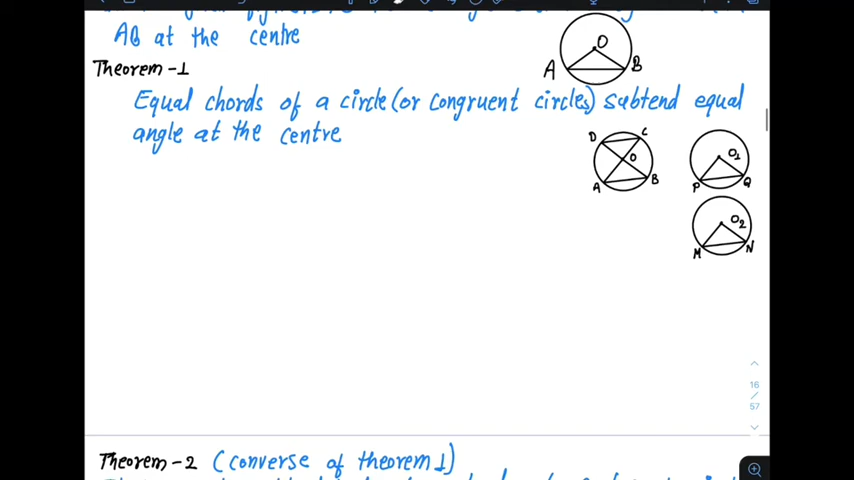 AB at the centre
O
A
B
Theorem-1
Equal chords of a circle (or congruent circles) subtend equal
angle at the centre
D
C
O
A
B
O1
P
Q
O2
M
N
16
/
57
Theorem-2 (converse of theorem 1)